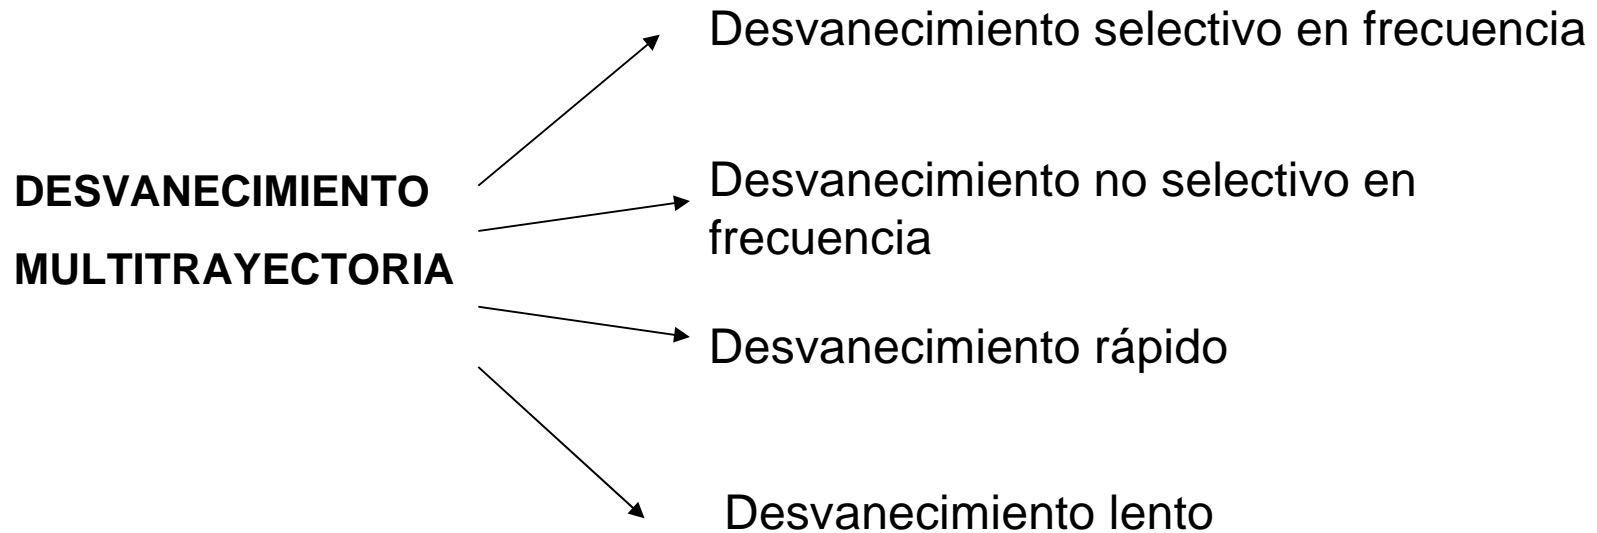 DESVANECIMIENTO
MULTITRAYECTORIA
Desvanecimiento selectivo en frecuencia
Desvanecimiento no selectivo en
frecuencia
Desvanecimiento rápido
Desvanecimiento lento